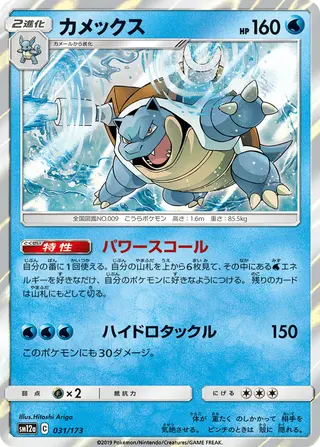 2進化 カメックス HP 160
カメールから進化
全国図鑑NO.009 こうらポケモン 高さ：1.6m 重さ：85.5kg
とくせい 特性 パワースコール
自分の番に1回使える。自分の山札を上から6枚見て、その中にある エネ
ルギーを好きなだけ、自分のポケモンに好きなようにつける。残りのカード
は山札にもどして切る。
ハイドロタックル 150
このポケモンにも30ダメージ。
弱点 ×2 抵抗力 にげる
Illus.Hitoshi Ariga
sm12a C 031/173
©2019 Pokémon/Nintendo/Creatures/GAME FREAK.